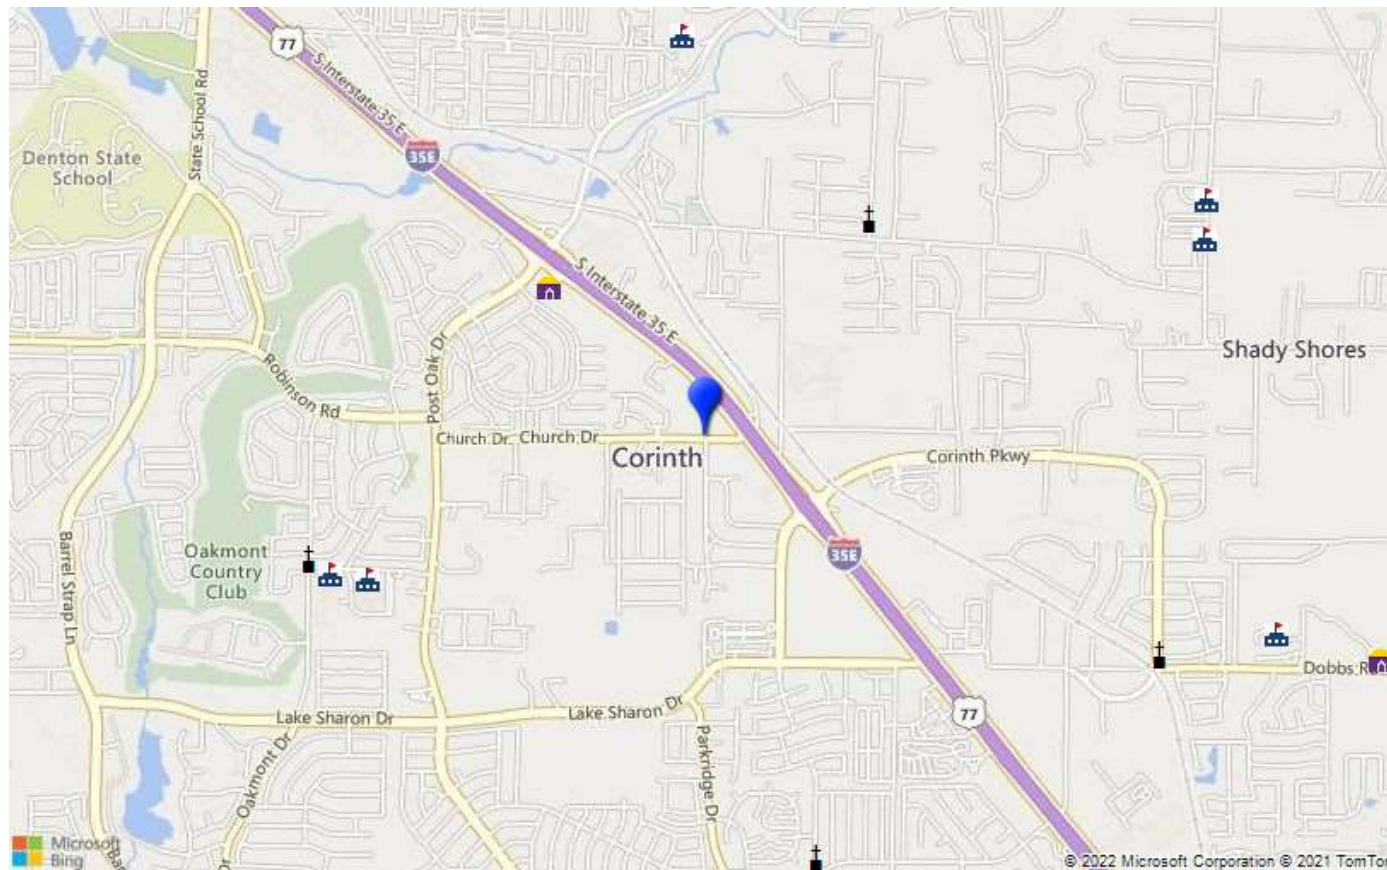 77
S Interstate 35 E
State School Rd
35E
Denton State
School
S Interstate 35 E
Shady Shores
Post Oak Dr
Robinson Rd
Church Dr
Church Dr
Corinth
Corinth Pkwy
Barrel Strap Ln
Oakmont
Country
Club
35E
Dobbs R
Lake Sharon Dr
Lake Sharon Dr
77
Oakmont Dr
Parkridge Dr
Microsoft
Bing
Ba
Dr
© 2022 Microsoft Corporation © 2021 TomTom